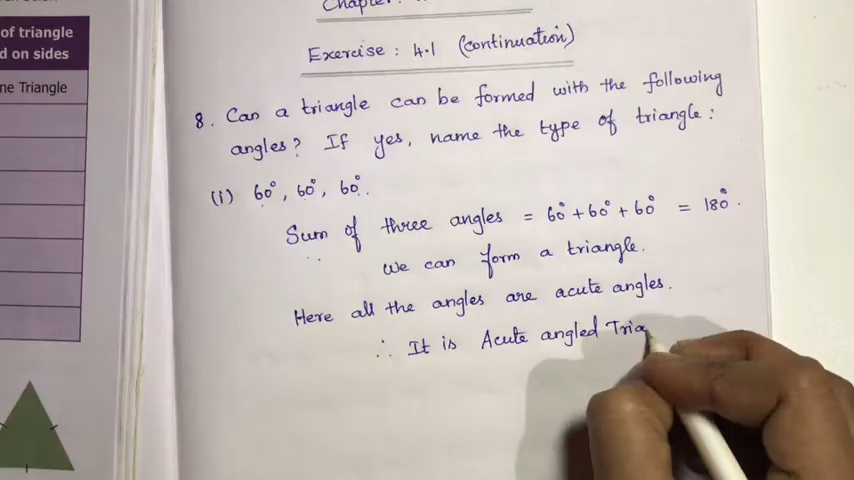 of triangle
d on sides
ne Triangle
Chapter:
Exercise : 4.1 (continuation)
8. Can a triangle can be formed with the following
angles? If yes, name the type of triangle :
(i) 60°, 60°, 60°.
Sum of three angles = 60° + 60° + 60° = 180°.
We can form a triangle.
Here all the angles are acute angles.
∴ It is Acute angled Tria